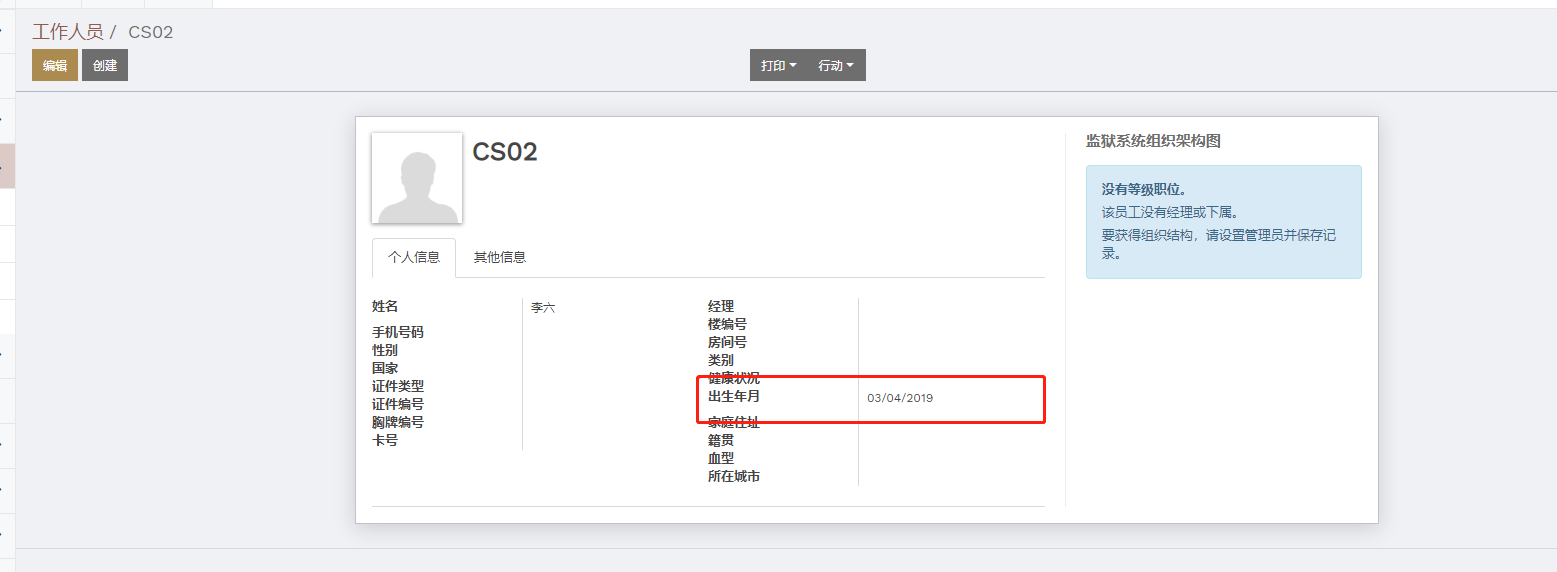 工作人员 / CS02
编辑 创建 打印 行动
CS02
个人信息 其他信息
姓名 李六
手机号码
性别
国家
证件类型
证件编号
胸牌编号
卡号
经理
楼编号
房间号
类别
健康状况
出生年月 03/04/2019
家庭住址
籍贯
血型
所在城市
监狱系统组织架构图
没有等级职位。
该员工没有经理或下属。
要获得组织结构，请设置管理员并保存记
录。